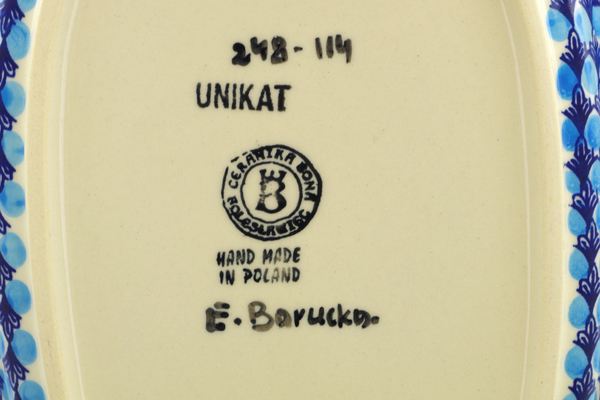 248-114
UNIKAT
CERAMIKA BONA
BOLESŁAWIEC
B
HAND MADE
IN POLAND
E. Barucka.